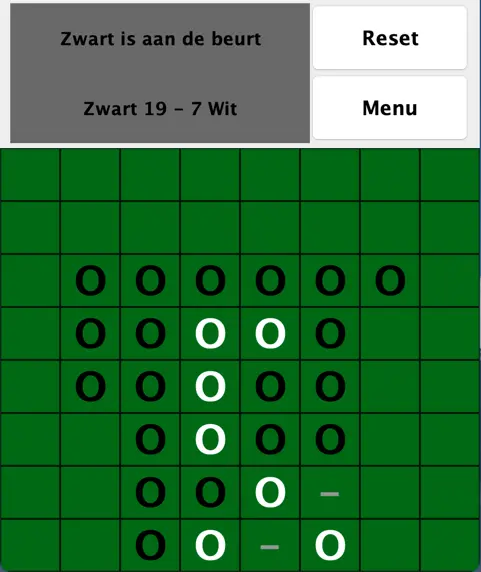 Zwart is aan de beurt
Reset
Zwart 19 – 7 Wit
Menu
O O O O O O
O O O O O
O O O O O
O O O O
O O O –
O O – O